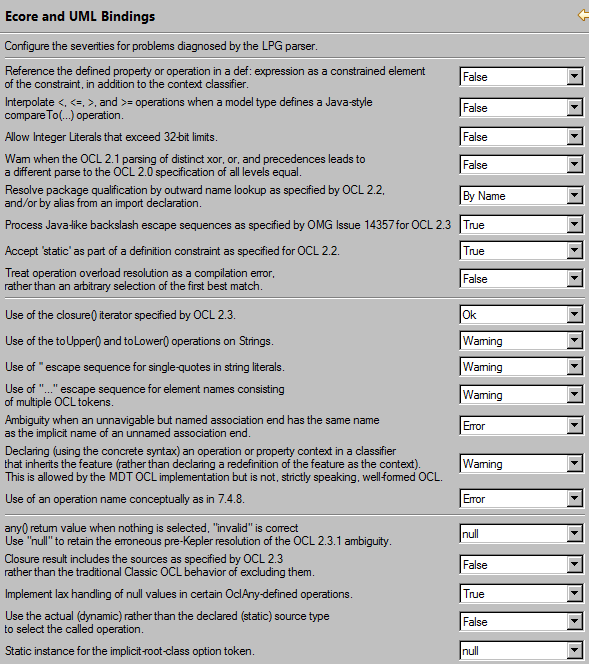 Ecore and UML Bindings
Configure the severities for problems diagnosed by the LPG parser.
Reference the defined property or operation in a def: expression as a constrained element
of the constraint, in addition to the context classifier.
False
Interpolate <, <=, >, and >= operations when a model type defines a Java-style
compareTo(...) operation.
False
Allow Integer Literals that exceed 32-bit limits.
False
Warn when the OCL 2.1 parsing of distinct xor, or, and precedences leads to
a different parse to the OCL 2.0 specification of all levels equal.
False
Resolve package qualification by outward name lookup as specified by OCL 2.2,
and/or by alias from an import declaration.
By Name
Process Java-like backslash escape sequences as specified by OMG Issue 14357 for OCL 2.3
True
Accept 'static' as part of a definition constraint as specified for OCL 2.2.
True
Treat operation overload resolution as a compilation error,
rather than an arbitrary selection of the first best match.
False
Use of the closure() iterator specified by OCL 2.3.
Ok
Use of the toUpper() and toLower() operations on Strings.
Warning
Use of '' escape sequence for single-quotes in string literals.
Warning
Use of "..." escape sequence for element names consisting
of multiple OCL tokens.
Warning
Ambiguity when an unnavigable but named association end has the same name
as the implicit name of an unnamed association end.
Error
Declaring (using the concrete syntax) an operation or property context in a classifier
that inherits the feature (rather than declaring a redefinition of the feature as the context).
This is allowed by the MDT OCL implementation but is not, strictly speaking, well-formed OCL.
Warning
Use of an operation name conceptually as in 7.4.8.
Error
any() return value when nothing is selected, "invalid" is correct
Use "null" to retain the erroneous pre-Kepler resolution of the OCL 2.3.1 ambiguity.
null
Closure result includes the sources as specified by OCL 2.3
rather than the traditional Classic OCL behavior of excluding them.
False
Implement lax handling of null values in certain OclAny-defined operations.
True
Use the actual (dynamic) rather than the declared (static) source type
to select the called operation.
False
Static instance for the implicit-root-class option token.
null